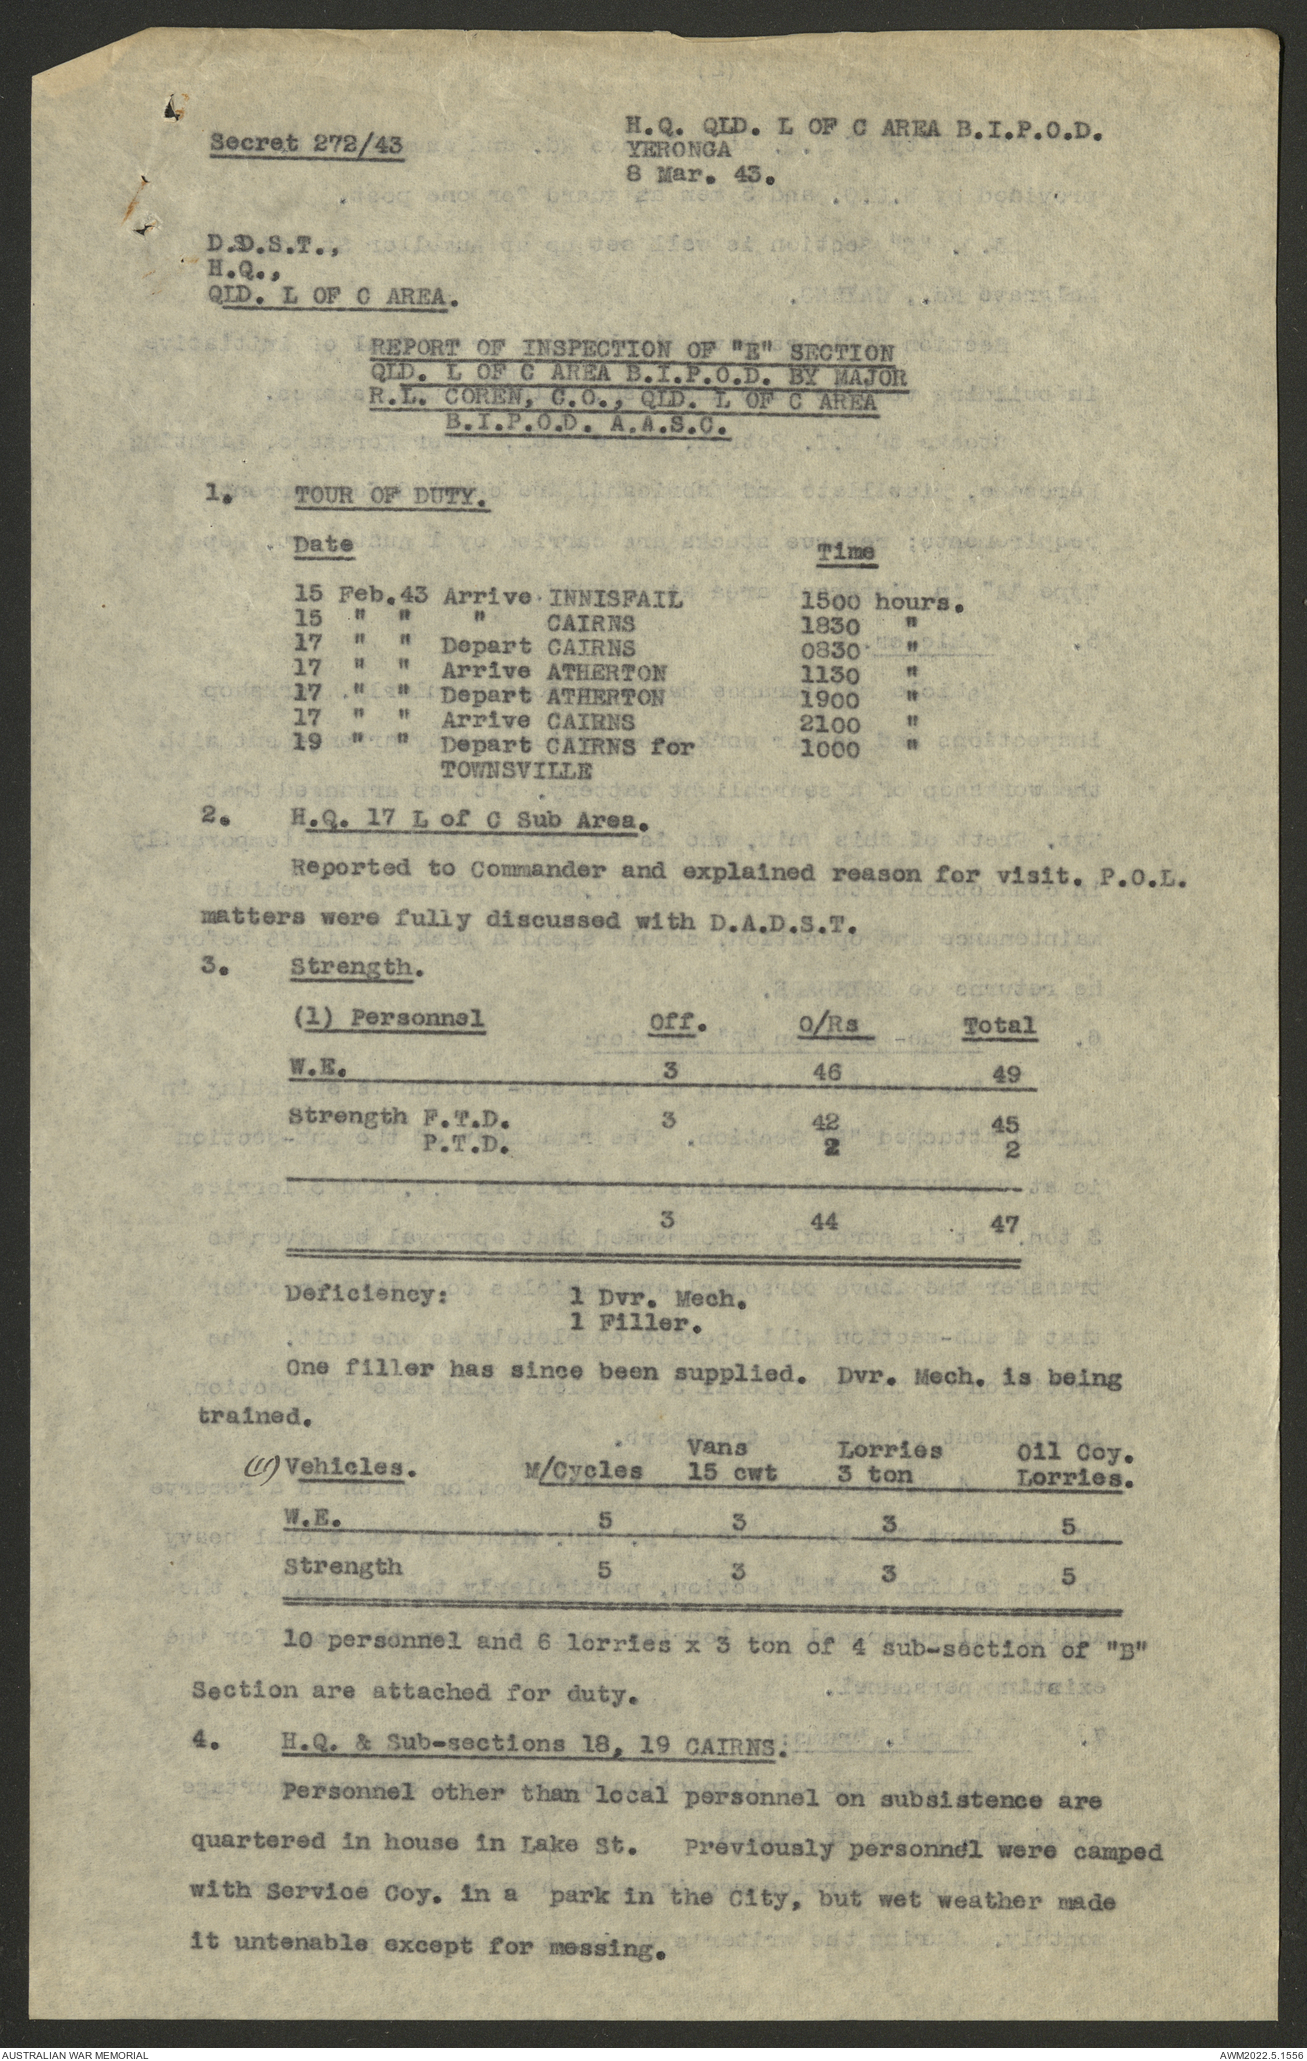 Secret 272/43
H.Q. QLD. L OF C AREA B.I.P.O.D.
YERONGA
8 Mar. 43.
D.D.S.T.,
H.Q.,
QLD. L OF C AREA.
REPORT OF INSPECTION OF "E" SECTION
QLD. L OF C AREA B.I.P.O.D. BY MAJOR
R.L. COREN, C.O., QLD. L OF C AREA
B.I.P.O.D. A.A.S.C.
1. TOUR OF DUTY.
Date Time
15 Feb.43 Arrive INNISFAIL 1500 hours.
15 " " " CAIRNS 1830 "
17 " " Depart CAIRNS 0830 "
17 " " Arrive ATHERTON 1130 "
17 " " Depart ATHERTON 1900 "
17 " " Arrive CAIRNS 2100 "
19 " " Depart CAIRNS for 1000 "
TOWNSVILLE
2. H.Q. 17 L of C Sub Area.
Reported to Commander and explained reason for visit. P.O.L.
matters were fully discussed with D.A.D.S.T.
3. Strength.
(1) Personnel Off. O/Rs Total
W.E. 3 46 49
Strength F.T.D. 3 42 45
P.T.D. . 2 2
3 44 47
Deficiency: 1 Dvr. Mech.
1 Filler.
One filler has since been supplied. Dvr. Mech. is being
trained.
Vans Lorries Oil Coy.
(11) Vehicles. M/Cycles 15 cwt 3 ton Lorries.
W.E. 5 3 3 5
Strength 5 3 3 5
10 personnel and 6 lorries x 3 ton of 4 sub-section of "B"
Section are attached for duty.
4. H.Q. & Sub-sections 18, 19 CAIRNS.
Personnel other than local personnel on subsistence are
quartered in house in Lake St. Previously personnel were camped
with Service Coy. in a park in the City, but wet weather made
it untenable except for messing.
AUSTRALIAN WAR MEMORIAL
AWM2022.5.1556